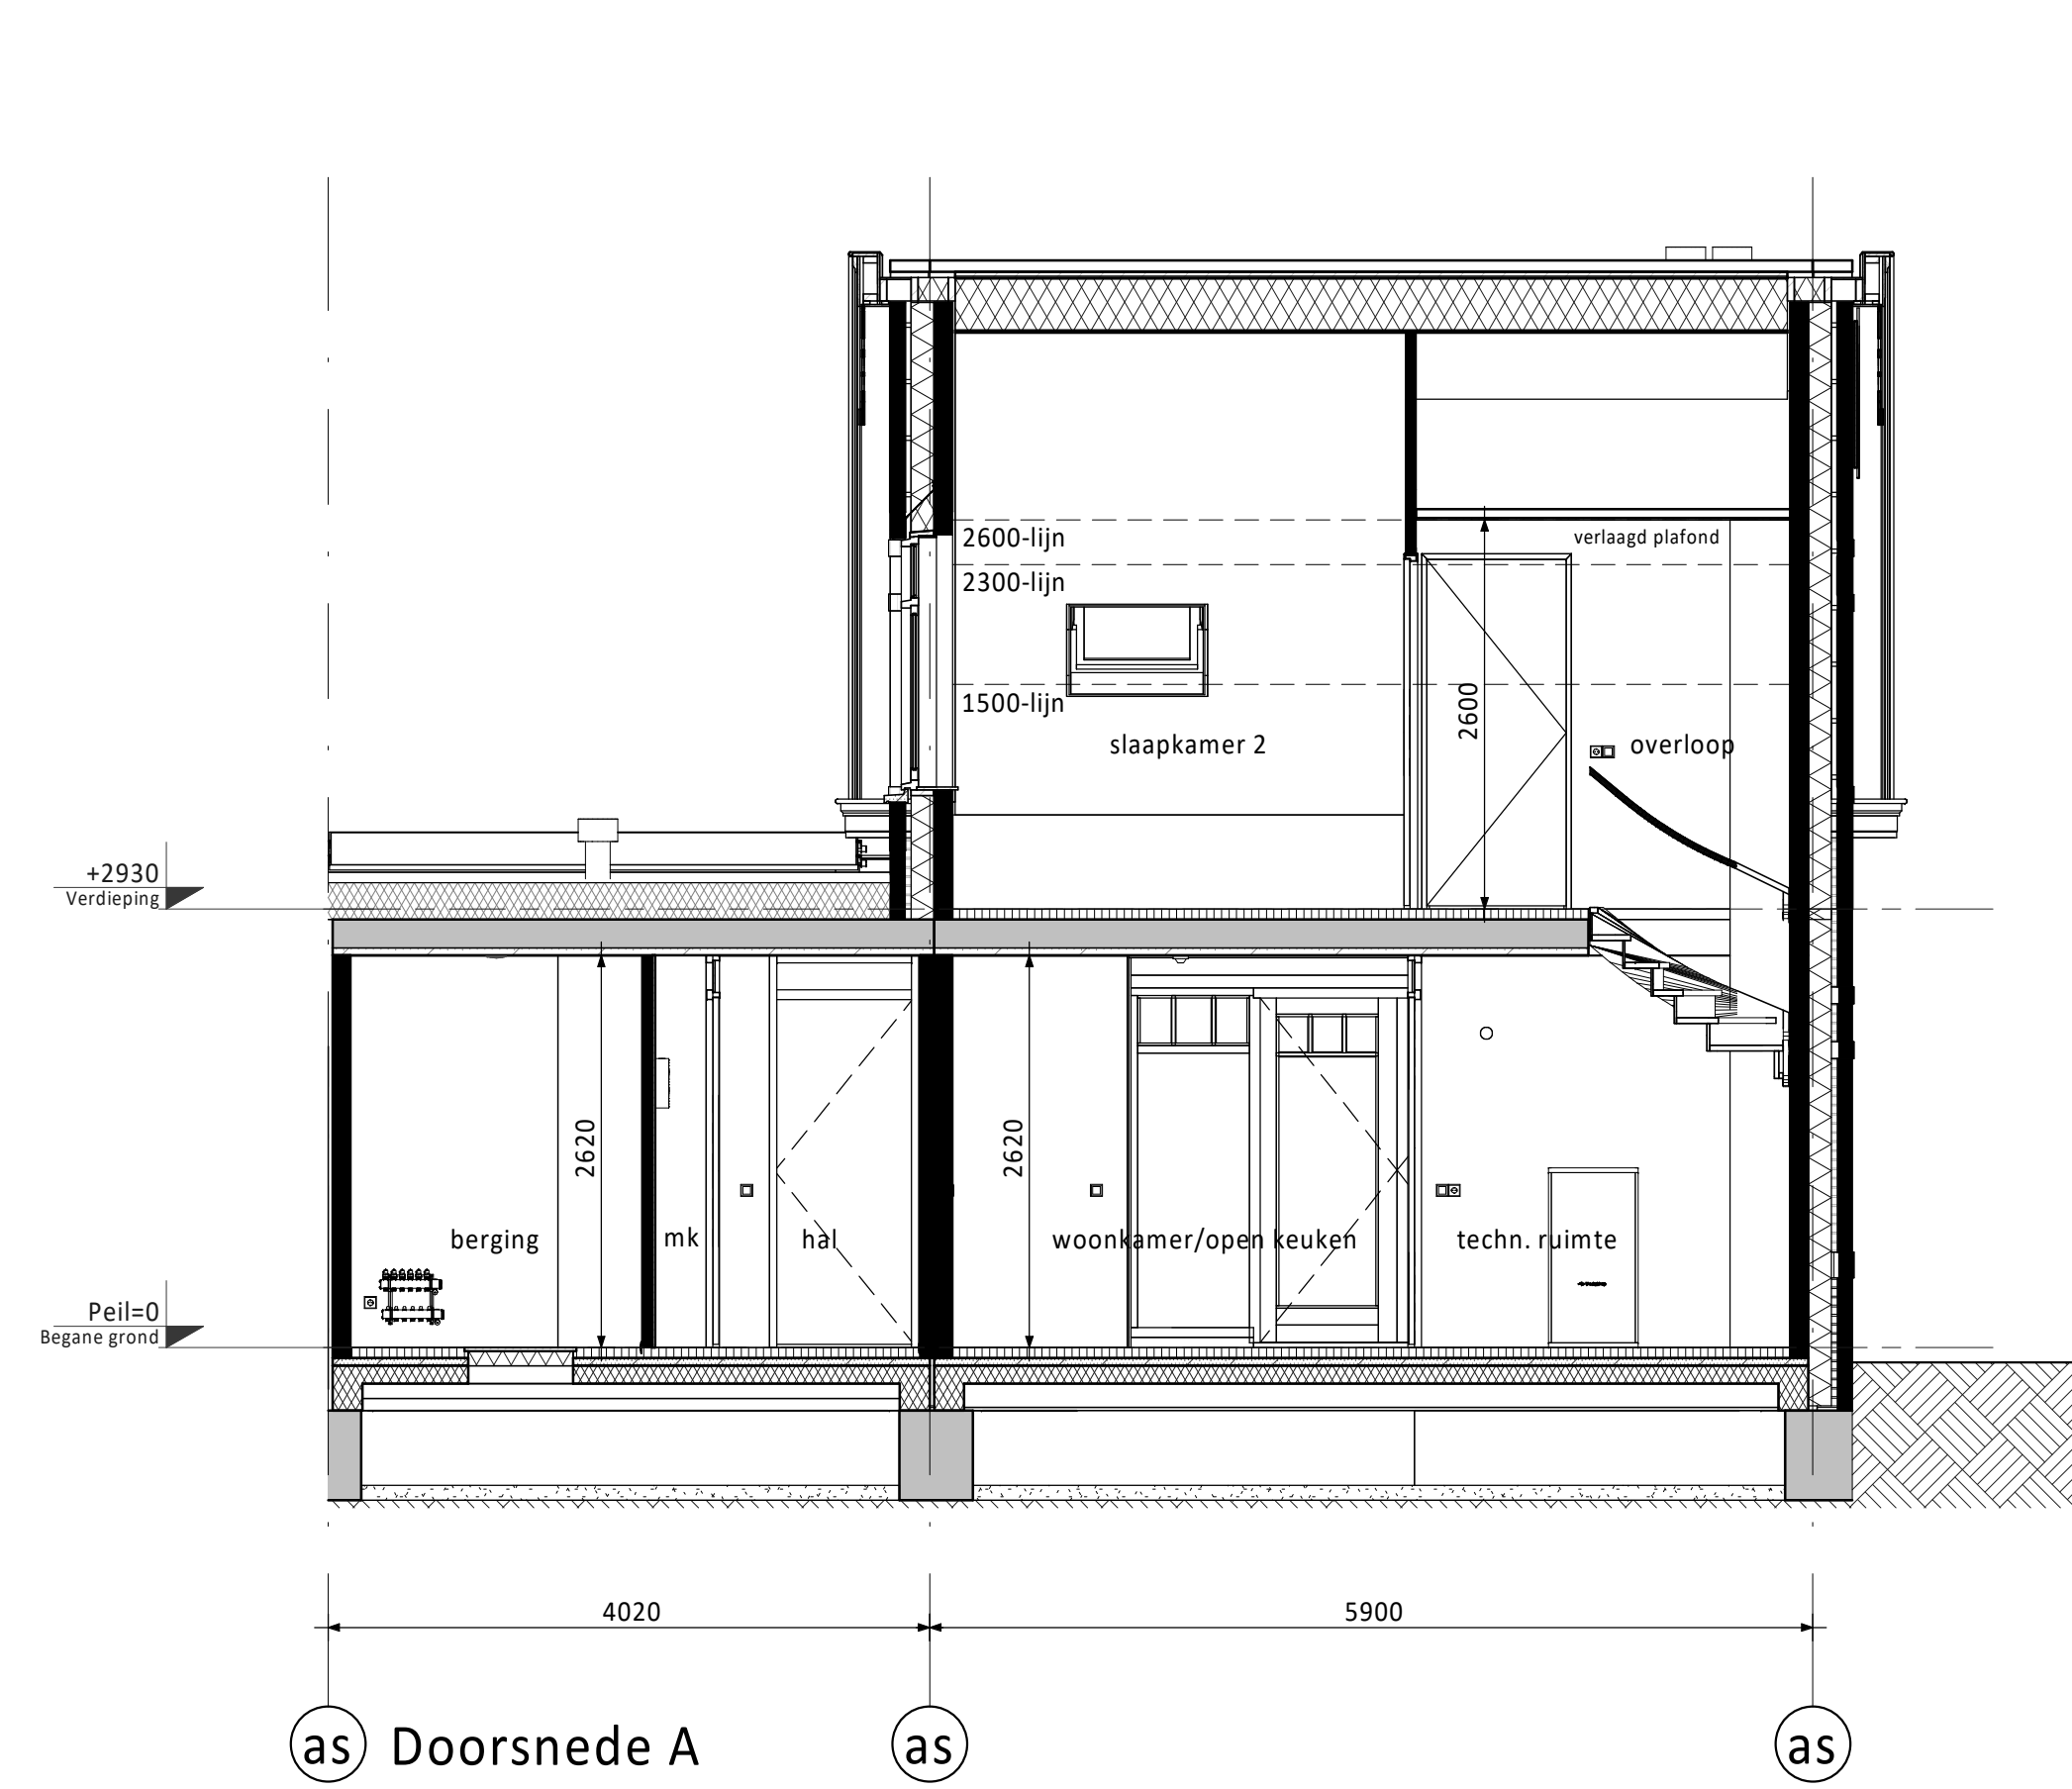 2600-lijn
verlaagd plafond
2300-lijn
1500-lijn
2600
slaapkamer 2
overloop
+2930
Verdieping
2620
2620
berging
mk
hal
woonkamer/open keuken
techn. ruimte
Peil=0
Begane grond
4020
5900
as
Doorsnede A
as
as